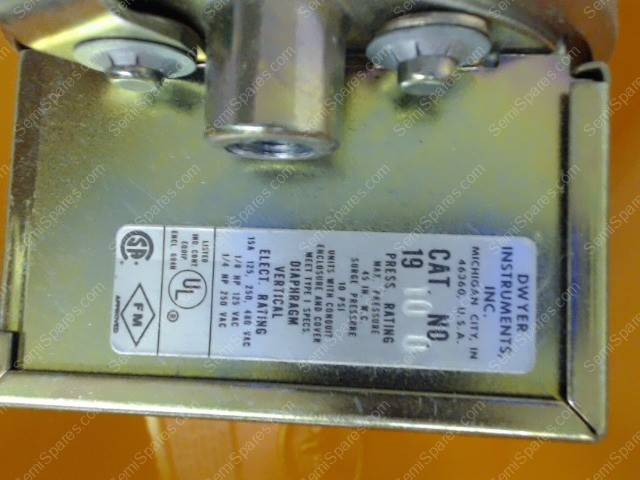 DWYER
INSTRUMENTS,
INC.
MICHIGAN CITY, IN
46360, U.S.A.
CAT. NO.
19
PRESS. RATING
MAX. PRESSURE
45 IN. W.C.
SURGE PRESSURE
10 PSI
UNITS WITH CONDUIT
ENCLOSURE AND COVER
MEET TYPE 1 SPECS.
DIAPHRAGM
VERTICAL
ELECT. RATING
15A 125, 250, 480 VAC
1/8 HP 125 VAC
1/4 HP 250 VAC
LISTED
IND. CONT.
EQUIP.
UL
®
SA
FM
APPROVED
SemiSpares.com